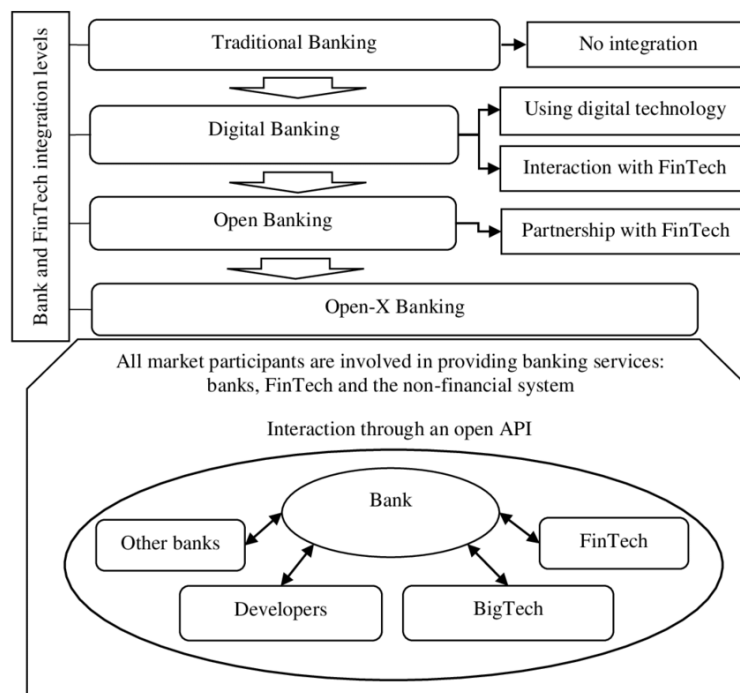 Bank and FinTech integration levels
Traditional Banking
No integration
Digital Banking
Using digital technology
Interaction with FinTech
Open Banking
Partnership with FinTech
Open-X Banking
All market participants are involved in providing banking services:
banks, FinTech and the non-financial system
Interaction through an open API
Bank
Other banks
FinTech
Developers
BigTech